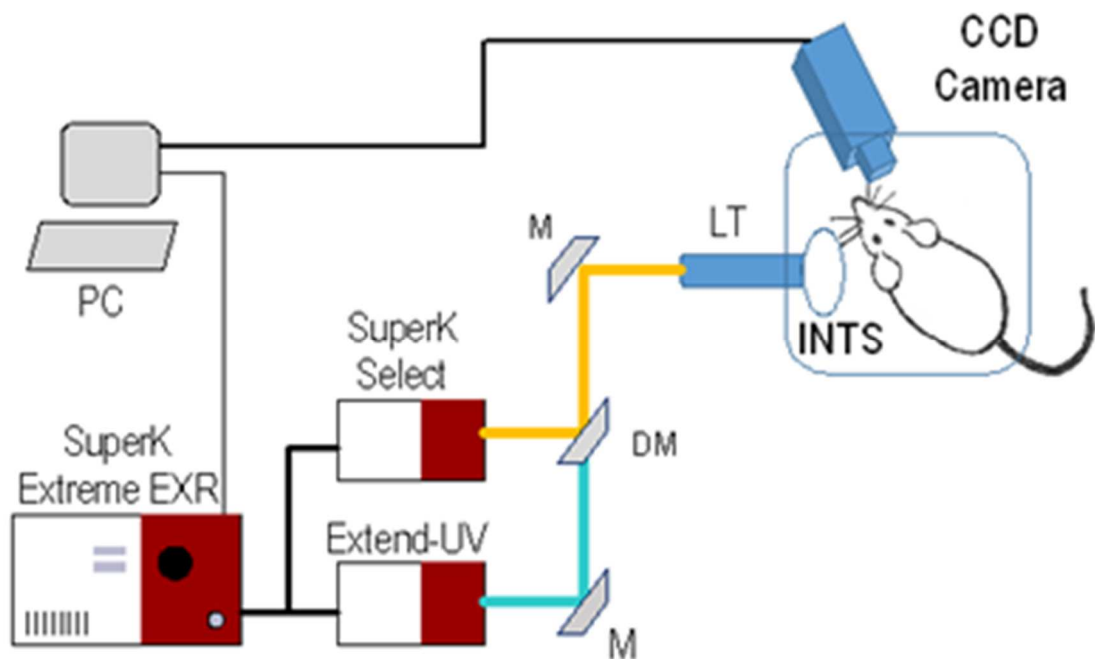 CCD
Camera
M
LT
PC
INTS
SuperK
Select
DM
SuperK
Extreme EXR
Extend-UV
M